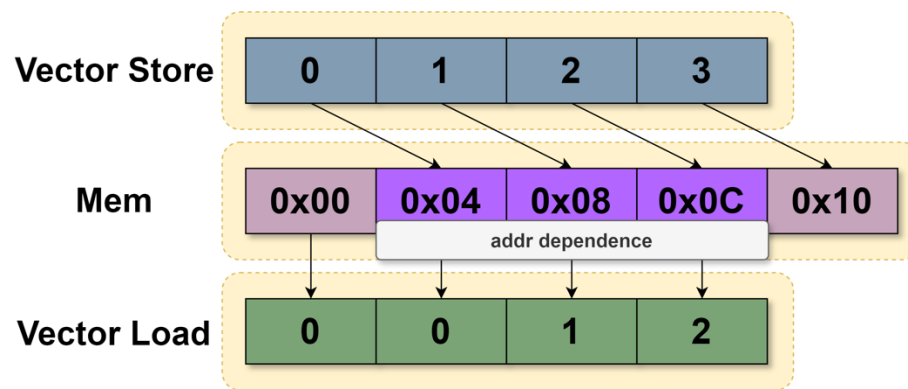 Vector Store 0 1 2 3
Mem 0x00 0x04 0x08 0x0C 0x10
addr dependence
Vector Load 0 0 1 2